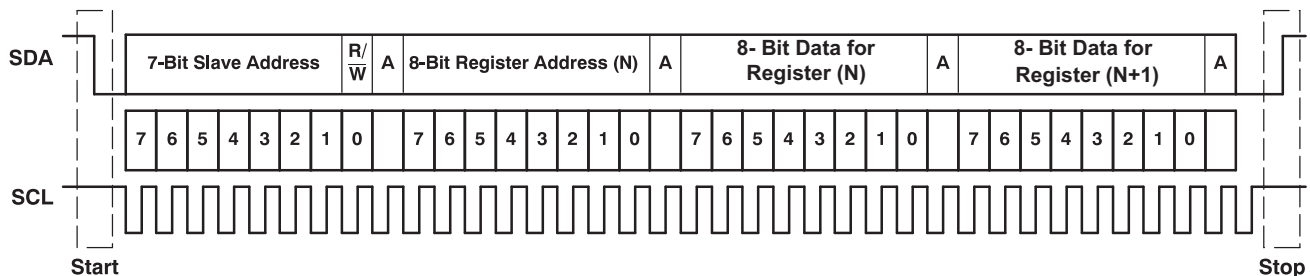 SDA
7-Bit Slave Address
R/
W
A
8-Bit Register Address (N)
A
8- Bit Data for
Register (N)
A
8- Bit Data for
Register (N+1)
A
7 6 5 4 3 2 1 0 7 6 5 4 3 2 1 0 7 6 5 4 3 2 1 0 7 6 5 4 3 2 1 0
SCL
Start
Stop